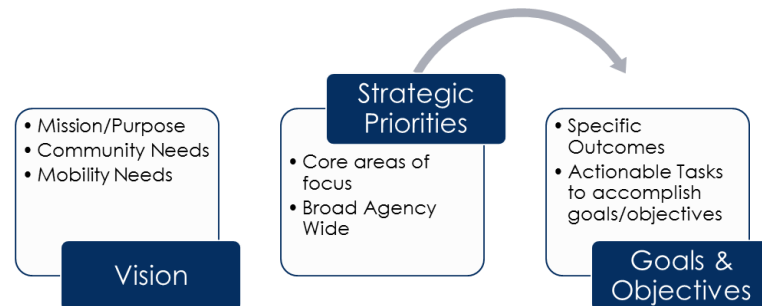 • Mission/Purpose
• Community Needs
• Mobility Needs
Vision
Strategic
Priorities
• Core areas of
focus
• Broad Agency
Wide
• Specific
Outcomes
• Actionable Tasks
to accomplish
goals/objectives
Goals &
Objectives